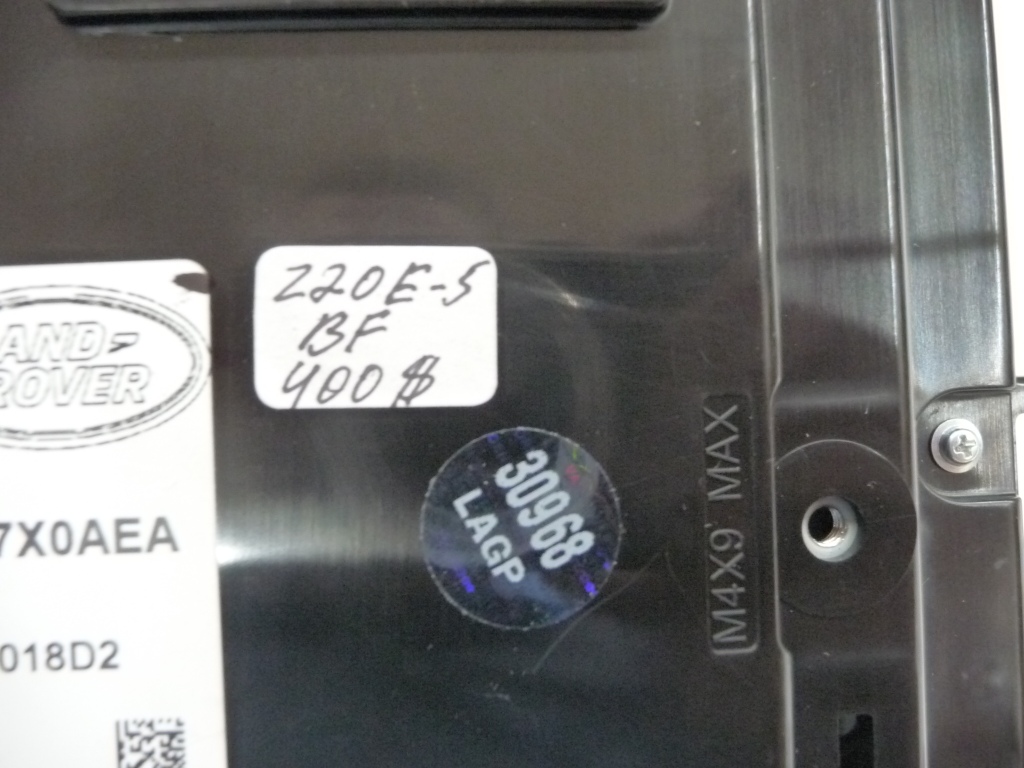 LAND-
ROVER
7X0AEA
018D2
Z20E-5
BF
400$
30968
LAGP
M4X9 MAX